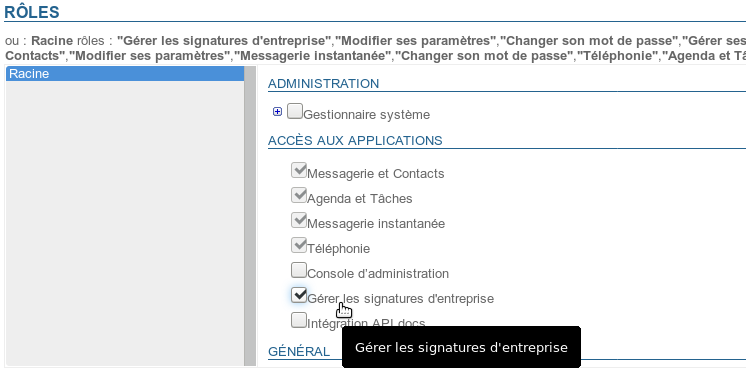 RÔLES
ou : Racine rôles : "Gérer les signatures d'entreprise","Modifier ses paramètres","Changer son mot de passe","Gérer ses
Contacts","Modifier ses paramètres","Messagerie instantanée","Changer son mot de passe","Téléphonie","Agenda et Tâ
Racine
ADMINISTRATION
Gestionnaire système
ACCÈS AUX APPLICATIONS
Messagerie et Contacts
Agenda et Tâches
Messagerie instantanée
Téléphonie
Console d'administration
Gérer les signatures d'entreprise
Intégration API docs
Gérer les signatures d'entreprise
GÉNÉRAL